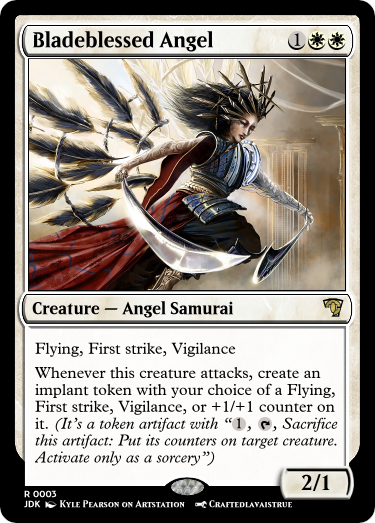 Bladeblessed Angel 1
Creature — Angel Samurai
Flying, First strike, Vigilance
Whenever this creature attacks, create an
implant token with your choice of a Flying,
First strike, Vigilance, or +1/+1 counter on
it. (It's a token artifact with "1, , Sacrifice
this artifact: Put its counters on target creature.
Activate only as a sorcery")
2/1
R 0003
JDK Kyle Pearson on Artstation Craftedlavaistrue